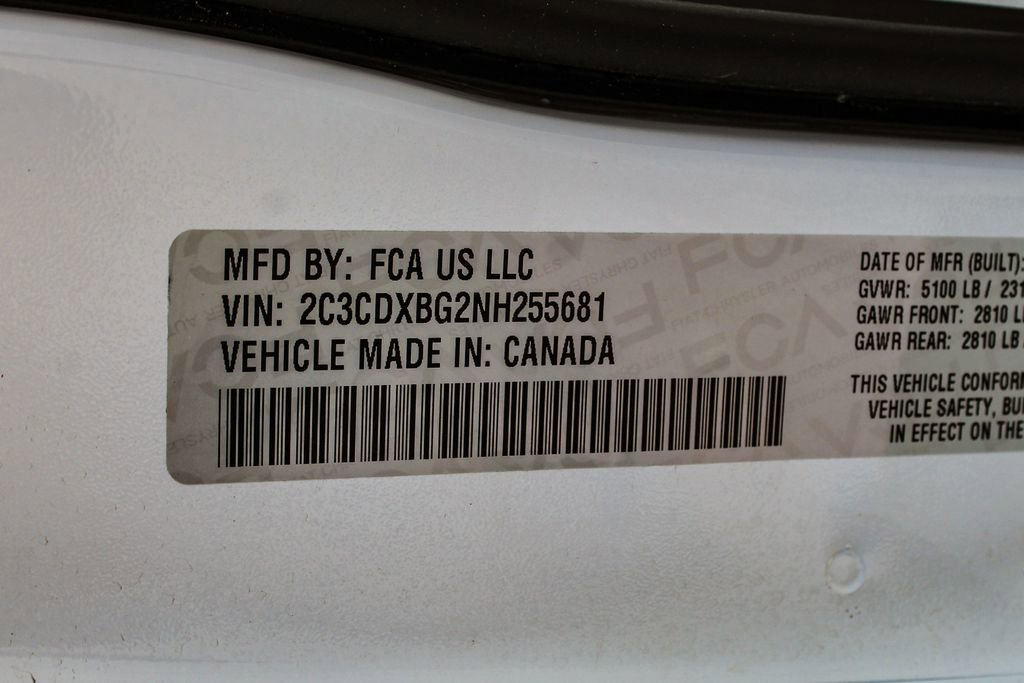 MFD BY: FCA US LLC
VIN: 2C3CDXBG2NH255681
VEHICLE MADE IN: CANADA
DATE OF MFR (BUILT):
GVWR: 5100 LB / 231
GAWR FRONT: 2810 L
GAWR REAR: 2810 LB
THIS VEHICLE CONFOR
VEHICLE SAFETY, BU
IN EFFECT ON THE